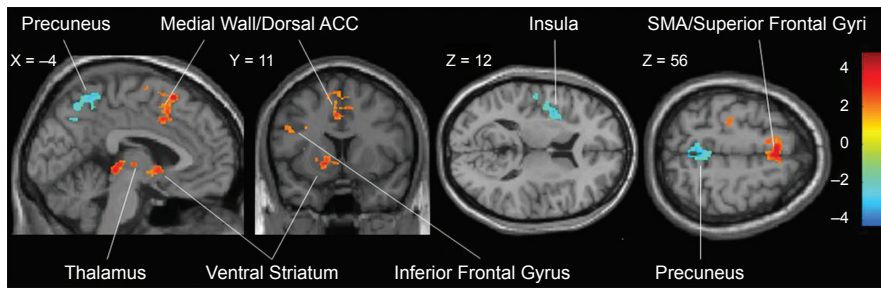 Precuneus
Medial Wall/Dorsal ACC
Insula
SMA/Superior Frontal Gyri
X = –4
Y = 11
Z = 12
Z = 56
4
2
0
–2
–4
Thalamus
Ventral Striatum
Inferior Frontal Gyrus
Precuneus